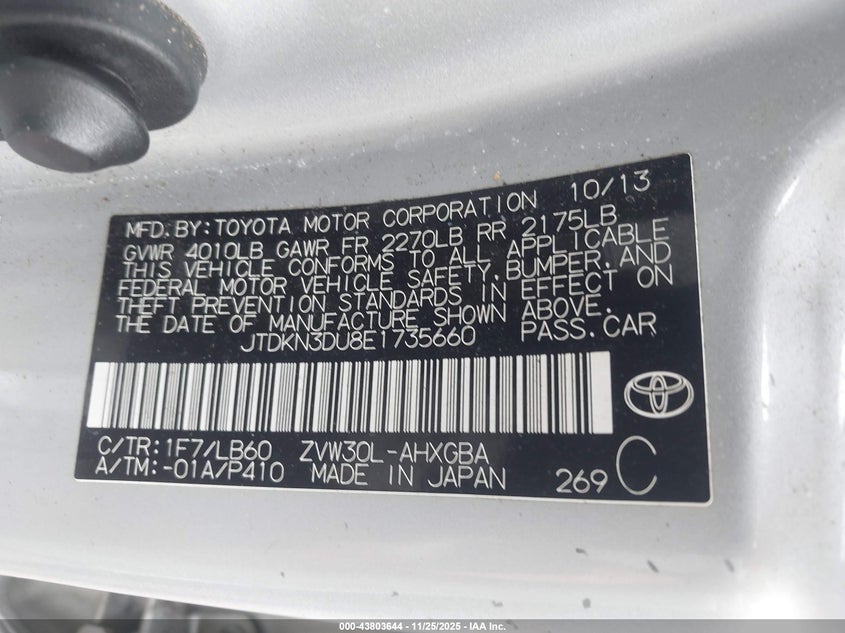 10/13
MFD. BY: TOYOTA MOTOR CORPORATION
GVWR 4010LB GAWR FR 2270LB RR 2175LB
THIS VEHICLE CONFORMS TO ALL APPLICABLE
FEDERAL MOTOR VEHICLE SAFETY, BUMPER, AND
THEFT PREVENTION STANDARDS IN EFFECT ON
THE DATE OF MANUFACTURE SHOWN ABOVE.
JTDKN3DU8E1735660 PASS.CAR
C/TR: 1F7/LB60 ZVW30L-AHXGBA
A/TM: -01A/P410 MADE IN JAPAN
269 C
000-43803644 - 11/25/2025 - IAA Inc.